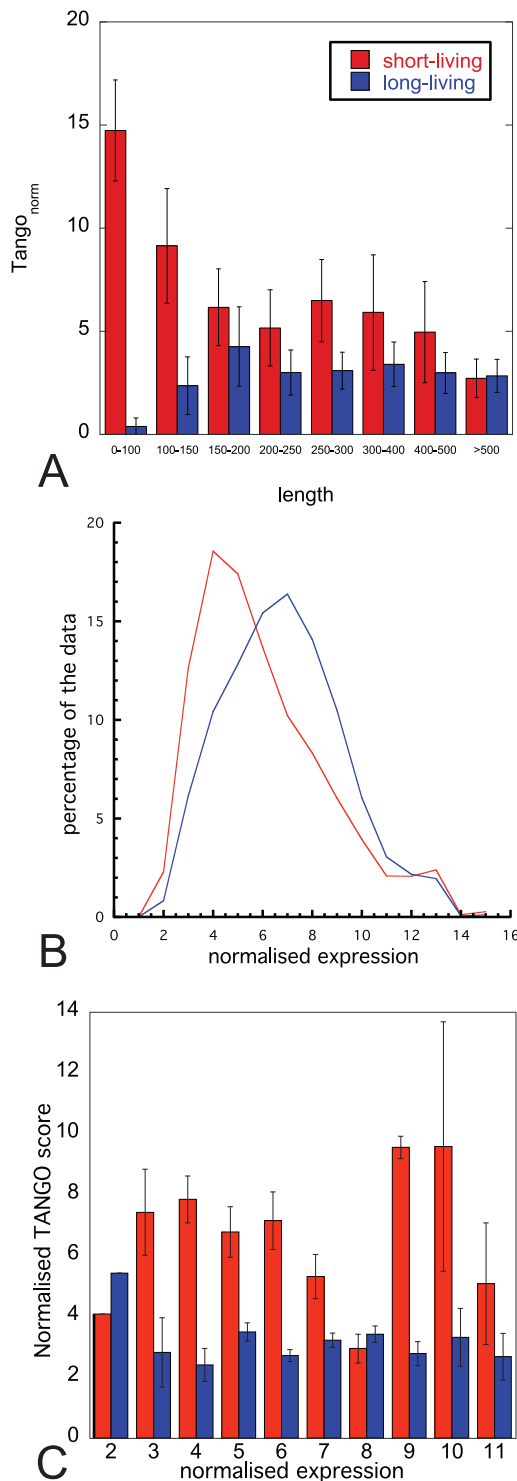 20
short-living
long-living
15
10
5
0
Tango norm
0-100 100-150 150-200 200-250 250-300 300-400 400-500 >500
A
length
20
15
10
5
0
percentage of the data
0 2 4 6 8 10 12 14 16
B
normalised expression
14
12
10
8
6
4
2
0
Normalised TANGO score
2 3 4 5 6 7 8 9 10 11
C
normalised expression